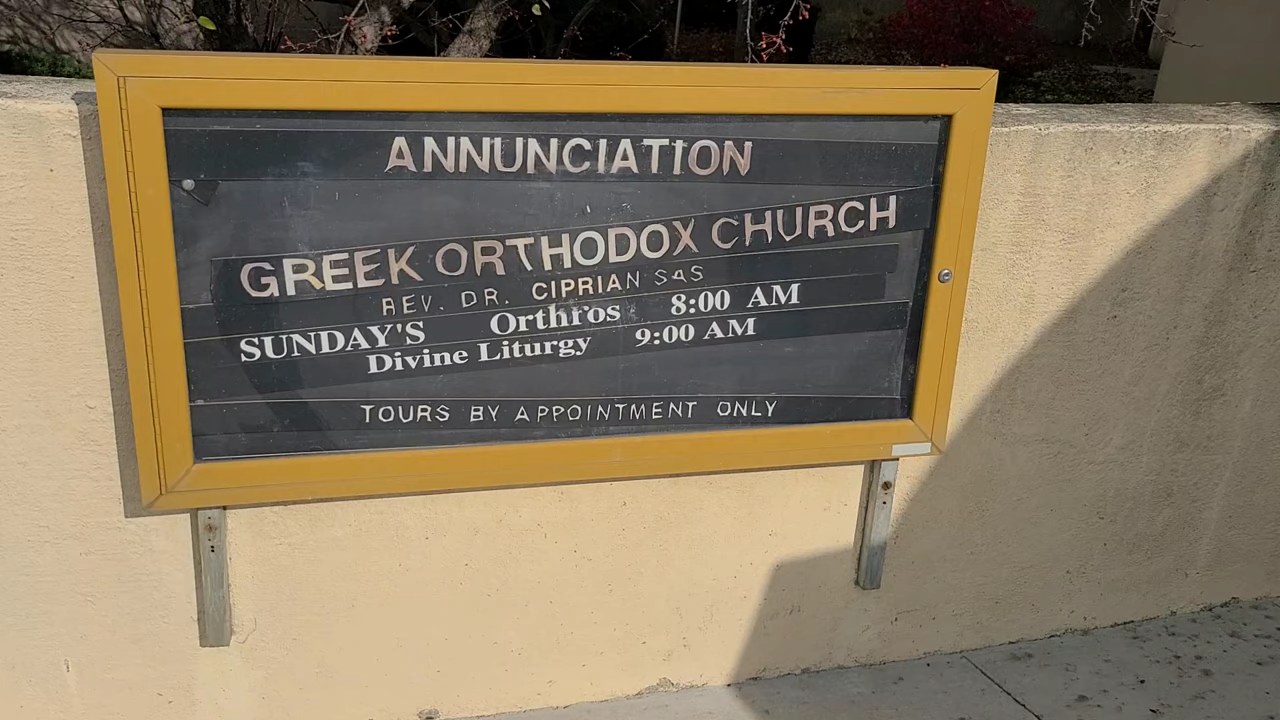 ANNUNCIATION
GREEK ORTHODOX CHURCH
REV. DR. CIPRIAN SAS
SUNDAY'S Orthros 8:00 AM
Divine Liturgy 9:00 AM
TOURS BY APPOINTMENT ONLY